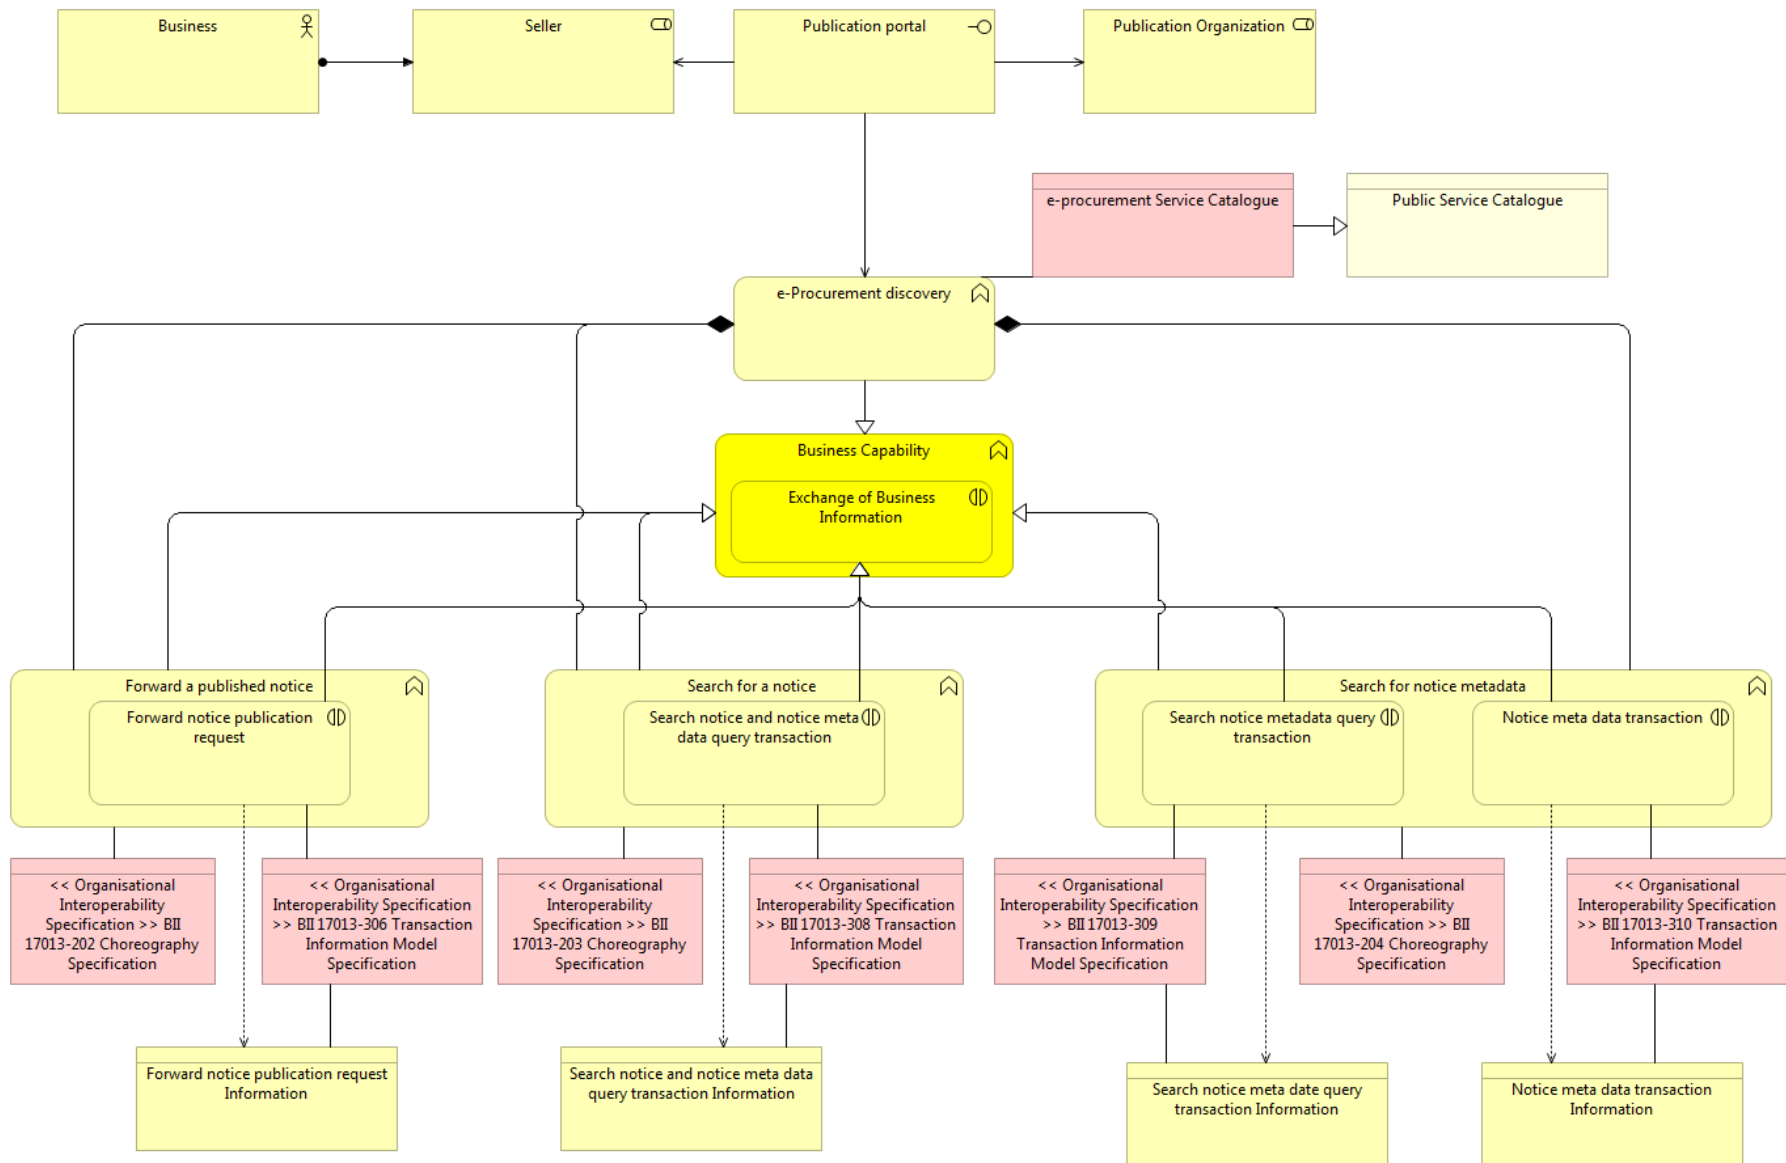 Business
Seller
Publication portal
Publication Organization
e-procurement Service Catalogue
Public Service Catalogue
e-Procurement discovery
Business Capability
Exchange of Business
Information
Forward a published notice
Forward notice publication
request
Search for a notice
Search notice and notice meta
data query transaction
Search for notice metadata
Search notice metadata query
transaction
Notice meta data transaction
<< Organisational
Interoperability
Specification >> BII
17013-202 Choreography
Specification
<< Organisational
Interoperability Specification
>> BII 17013-306 Transaction
Information Model
Specification
<< Organisational
Interoperability
Specification >> BII
17013-203 Choreography
Specification
<< Organisational
Interoperability Specification
>> BII 17013-308 Transaction
Information Model
Specification
<< Organisational
Interoperability Specification
>> BII 17013-309
Transaction Information
Model Specification
<< Organisational
Interoperability
Specification >> BII
17013-204 Choreography
Specification
<< Organisational
Interoperability Specification
>> BII 17013-310 Transaction
Information Model
Specification
Forward notice publication request
Information
Search notice and notice meta data
query transaction Information
Search notice meta date query
transaction Information
Notice meta data transaction
Information